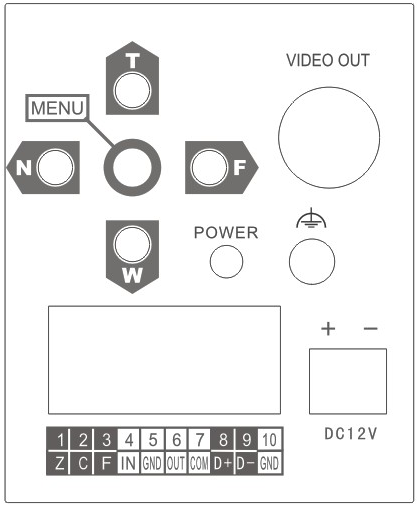 T
VIDEO OUT
MENU
N
F
W
POWER
+ −
DC12V
1 2 3 4 5 6 7 8 9 10
Z C F IN GND OUT COM D+ D- GND